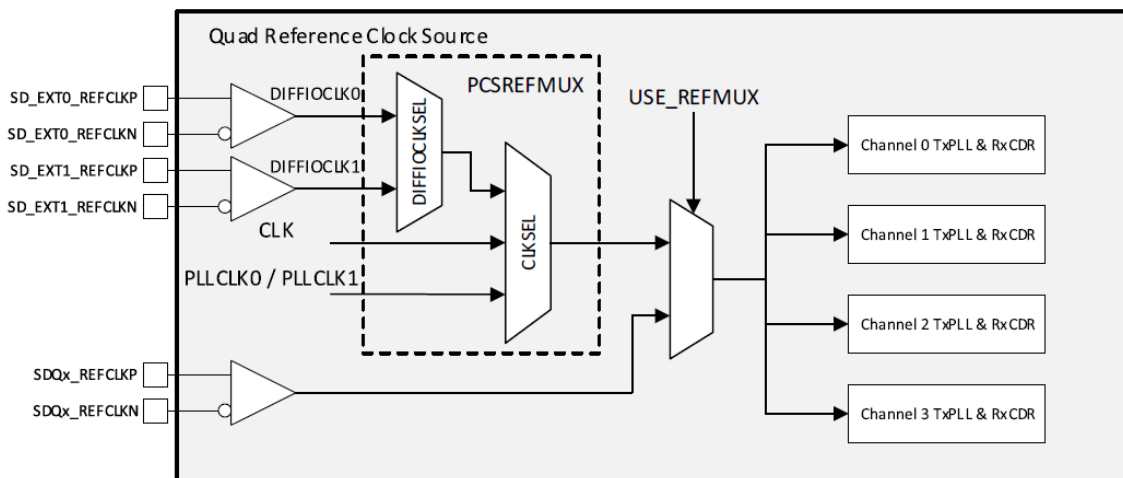 Quad Reference Clock Source
PCSREFMUX
USE_REFMUX
SD_EXT0_REFCLKP
DIFFIOCLK0
SD_EXT0_REFCLKN
SD_EXT1_REFCLKP
DIFFIOCLK1
SD_EXT1_REFCLKN
DIFFIOCLKSEL
CLK
CLKSEL
PLLCLK0 / PLLCLK1
SDQx_REFCLKP
SDQx_REFCLKN
Channel 0 TxPLL & RxCDR
Channel 1 TxPLL & RxCDR
Channel 2 TxPLL & RxCDR
Channel 3 TxPLL & RxCDR